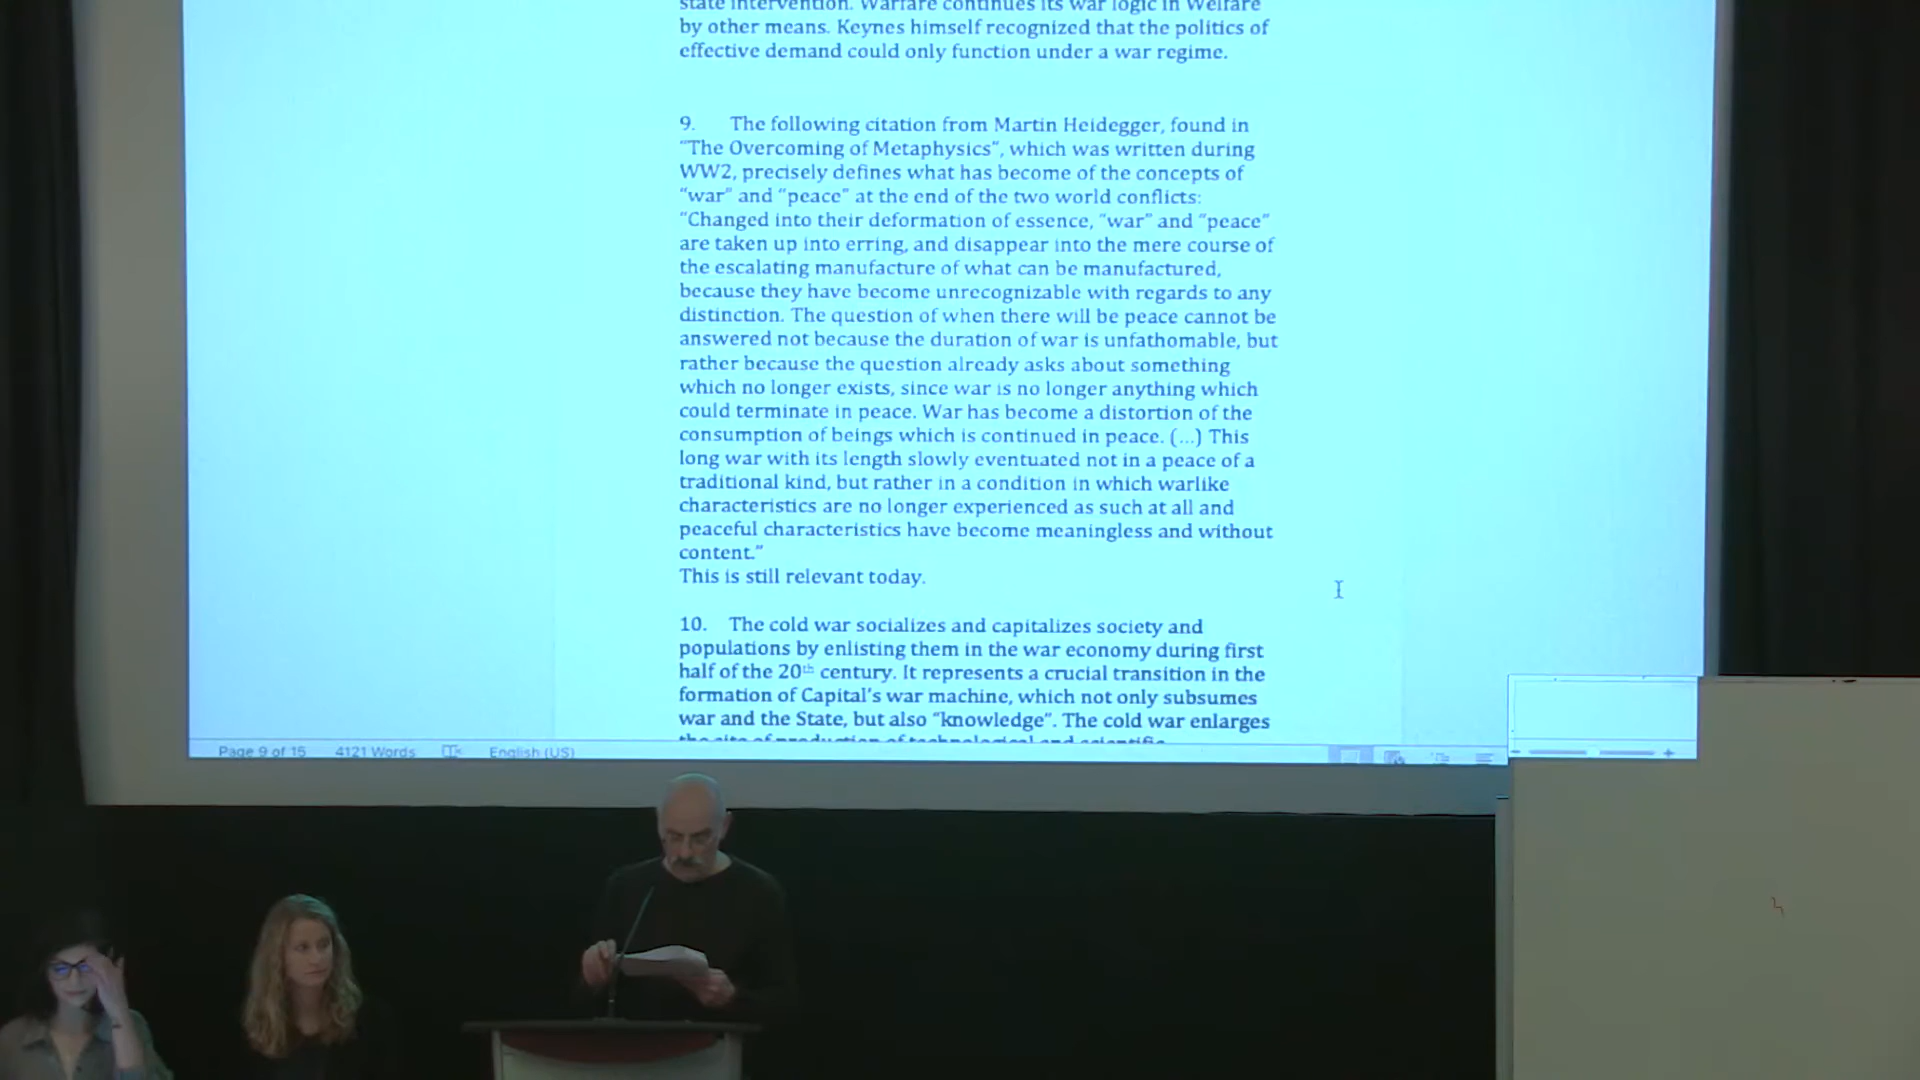 state intervention. Warfare continues its war logic in Welfare
by other means. Keynes himself recognized that the politics of
effective demand could only function under a war regime.
9. The following citation from Martin Heidegger, found in
“The Overcoming of Metaphysics”, which was written during
WW2, precisely defines what has become of the concepts of
“war” and “peace” at the end of the two world conflicts:
“Changed into their deformation of essence, “war” and “peace”
are taken up into erring, and disappear into the mere course of
the escalating manufacture of what can be manufactured,
because they have become unrecognizable with regards to any
distinction. The question of when there will be peace cannot be
answered not because the duration of war is unfathomable, but
rather because the question already asks about something
which no longer exists, since war is no longer anything which
could terminate in peace. War has become a distortion of the
consumption of beings which is continued in peace. (...) This
long war with its length slowly eventuated not in a peace of a
traditional kind, but rather in a condition in which warlike
characteristics are no longer experienced as such at all and
peaceful characteristics have become meaningless and without
content.”
This is still relevant today.
10. The cold war socializes and capitalizes society and
populations by enlisting them in the war economy during first
half of the 20th century. It represents a crucial transition in the
formation of Capital’s war machine, which not only subsumes
war and the State, but also “knowledge”. The cold war enlarges
the site of production of technological and scientific
Page 9 of 15 4121 Words English (US)